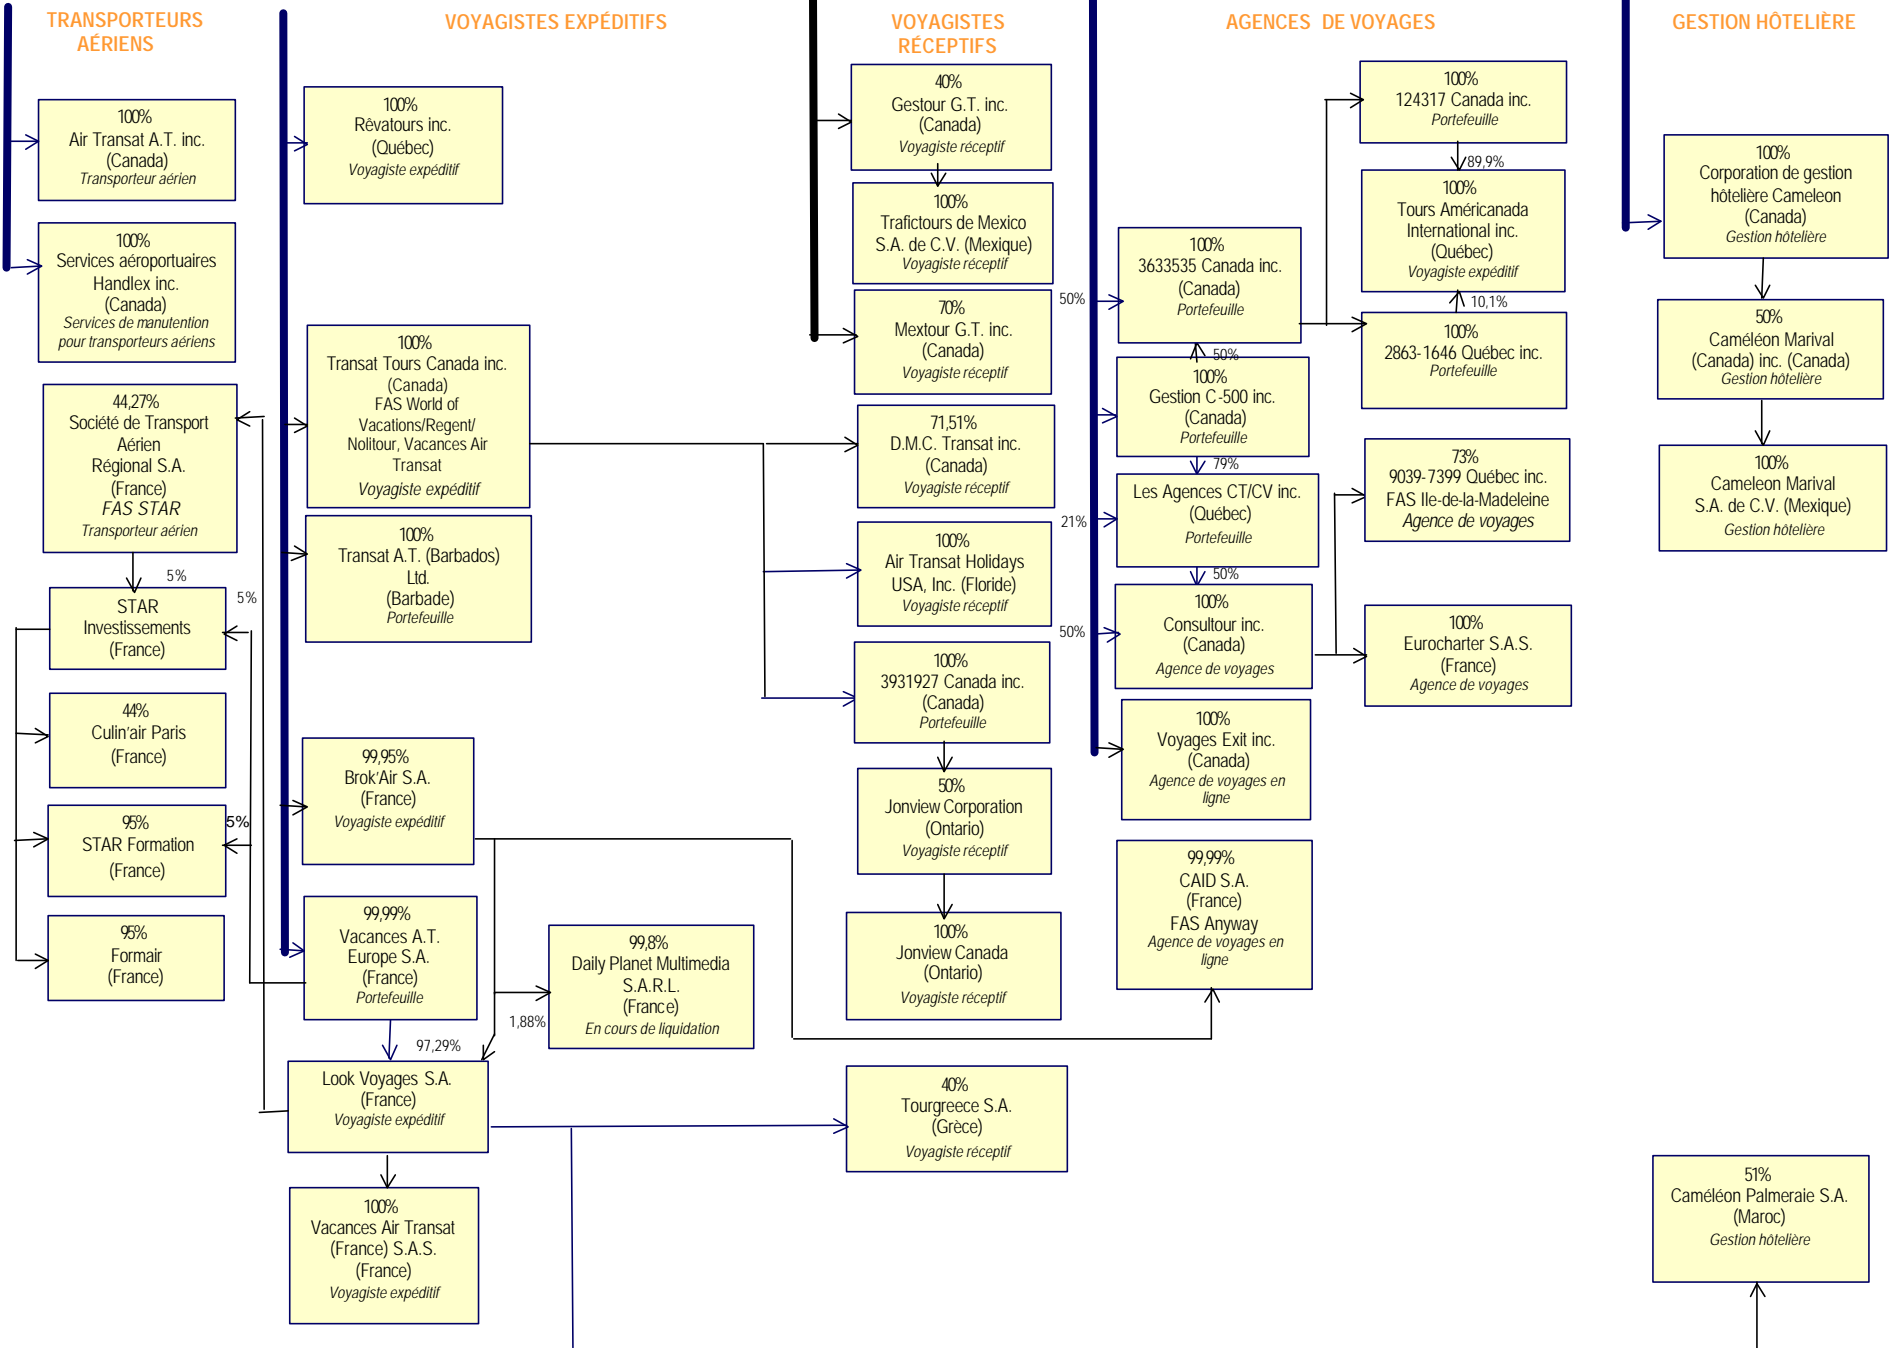 TRANSPORTEURS
AÉRIENS
100%
Air Transat A.T. inc.
(Canada)
Transporteur aérien
100%
Services aéroportuaires
Handlex inc.
(Canada)
Services de manutention
pour transporteurs aériens
44,27%
Société de Transport
Aérien
Régional S.A.
(France)
FAS STAR
Transporteur aérien
5%
5%
STAR
Investissements
(France)
44%
Culin'air Paris
(France)
95%
STAR Formation
(France)
5%
95%
Formair
(France)
VOYAGISTES EXPÉDITIFS
100%
Rêvatours inc.
(Québec)
Voyagiste expéditif
100%
Transat Tours Canada inc.
(Canada)
FAS World of
Vacations/Regent/
Nolitour, Vacances Air
Transat
Voyagiste expéditif
100%
Transat A.T. (Barbados)
Ltd.
(Barbade)
Portefeuille
99,95%
Brok'Air S.A.
(France)
Voyagiste expéditif
99,99%
Vacances A.T.
Europe S.A.
(France)
Portefeuille
99,8%
Daily Planet Multimedia
S.A.R.L.
(France)
En cours de liquidation
1,88%
97,29%
Look Voyages S.A.
(France)
Voyagiste expéditif
100%
Vacances Air Transat
(France) S.A.S.
(France)
Voyagiste expéditif
VOYAGISTES
RÉCEPTIFS
40%
Gestour G.T. inc.
(Canada)
Voyagiste réceptif
100%
Trafictours de Mexico
S.A. de C.V. (Mexique)
Voyagiste réceptif
70%
Mextour G.T. inc.
(Canada)
Voyagiste réceptif
71,51%
D.M.C. Transat inc.
(Canada)
Voyagiste réceptif
100%
Air Transat Holidays
USA, Inc. (Floride)
Voyagiste réceptif
100%
3931927 Canada inc.
(Canada)
Portefeuille
50%
Jonview Corporation
(Ontario)
Voyagiste réceptif
100%
Jonview Canada
(Ontario)
Voyagiste réceptif
40%
Tourgreece S.A.
(Grèce)
Voyagiste réceptif
AGENCES DE VOYAGES
50%
100%
3633535 Canada inc.
(Canada)
Portefeuille
50%
100%
Gestion C-500 inc.
(Canada)
Portefeuille
79%
21%
Les Agences CT/CV inc.
(Québec)
Portefeuille
50%
50%
100%
Consultour inc.
(Canada)
Agence de voyages
100%
Voyages Exit inc.
(Canada)
Agence de voyages en
ligne
99,99%
CAID S.A.
(France)
FAS Anyway
Agence de voyages en
ligne
100%
124317 Canada inc.
Portefeuille
89,9%
100%
Tours Américanada
International inc.
(Québec)
Voyagiste expéditif
10,1%
100%
2863-1646 Québec inc.
Portefeuille
73%
9039-7399 Québec inc.
FAS Ile-de-la-Madeleine
Agence de voyages
100%
Eurocharter S.A.S.
(France)
Agence de voyages
GESTION HÔTELIÈRE
100%
Corporation de gestion
hôtelière Cameleon
(Canada)
Gestion hôtelière
50%
Caméléon Marival
(Canada) inc. (Canada)
Gestion hôtelière
100%
Cameleon Marival
S.A. de C.V. (Mexique)
Gestion hôtelière
51%
Caméléon Palmeraie S.A.
(Maroc)
Gestion hôtelière